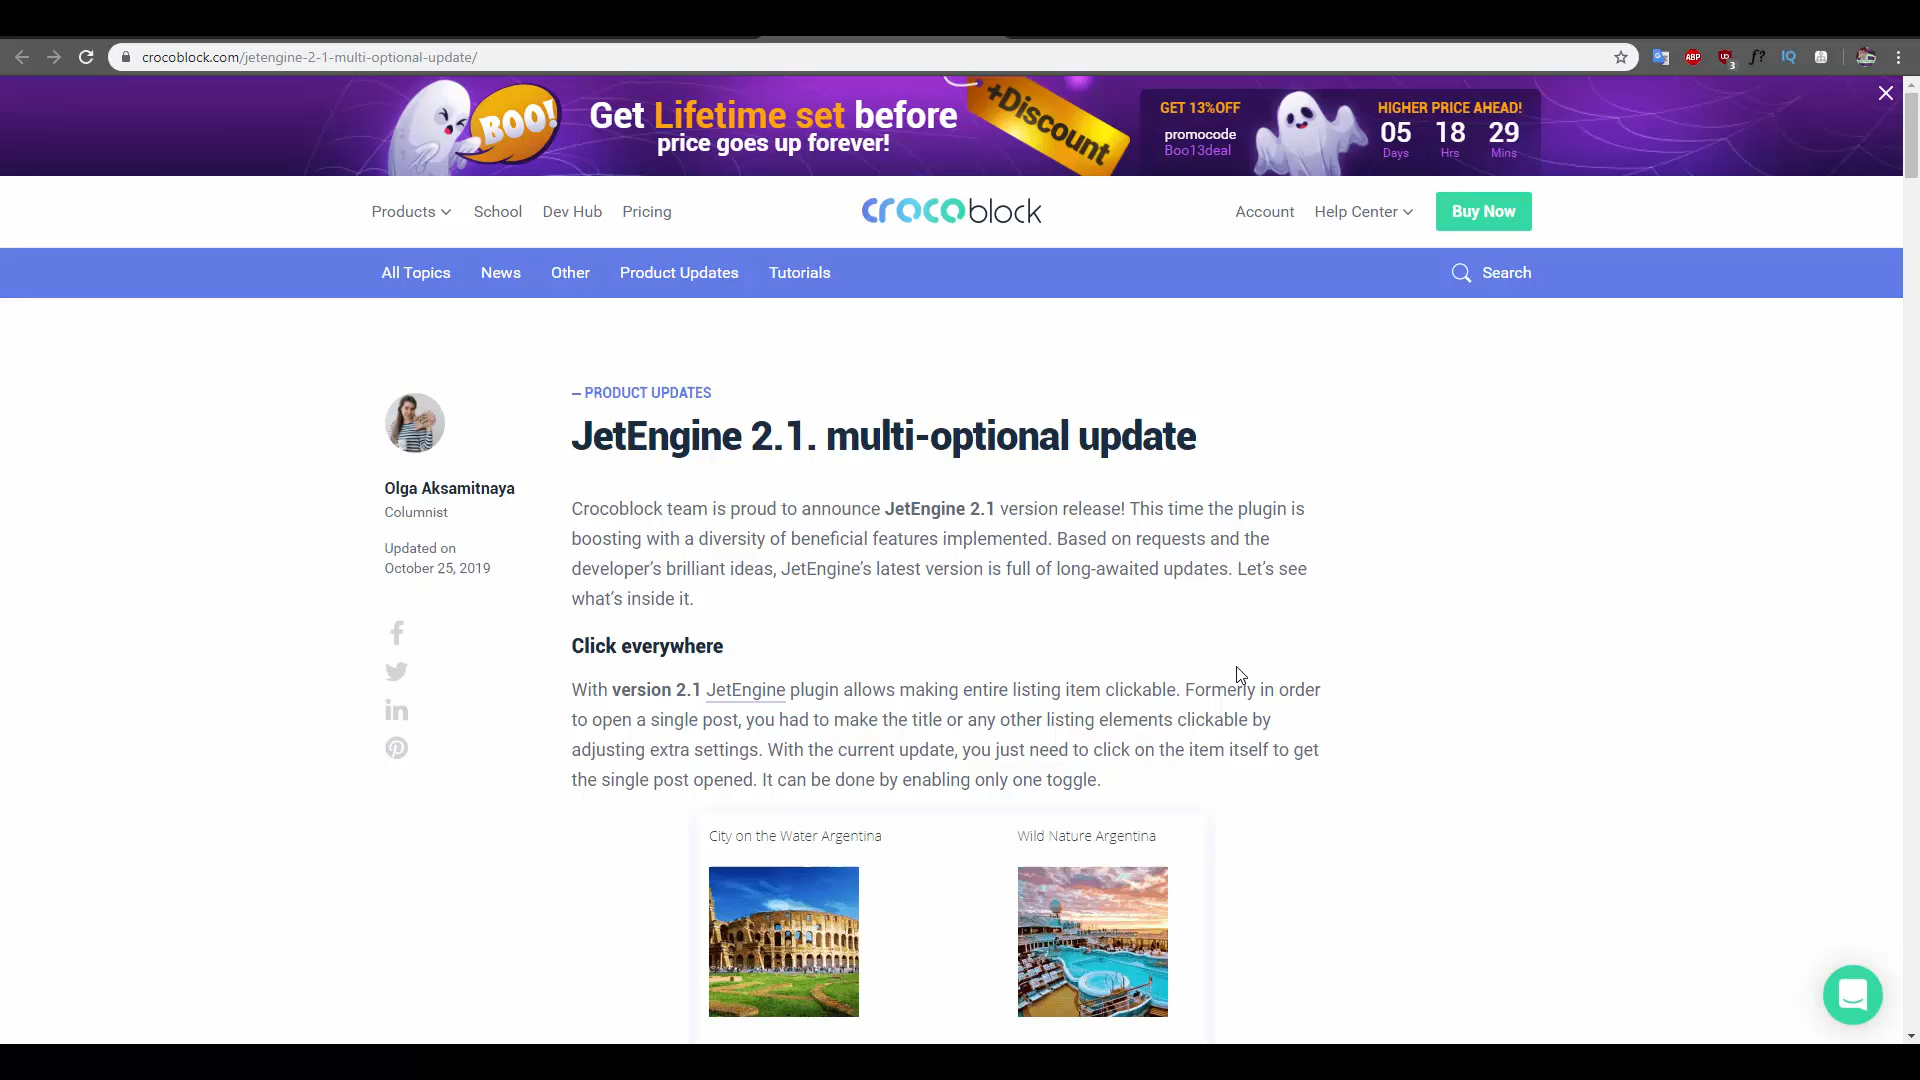 crocoblock.com/jetengine-2-1-multi-optional-update/
ABP
3
f?
IQ
BOO!
Get Lifetime set before
price goes up forever!
+Discount
GET 13%OFF
promocode
Boo13deal
HIGHER PRICE AHEAD!
05 18 29
Days Hrs Mins
Products School Dev Hub Pricing
crocoblock
Account Help Center Buy Now
All Topics News Other Product Updates Tutorials Search
– PRODUCT UPDATES
JetEngine 2.1. multi-optional update
Olga Aksamitnaya
Columnist
Updated on
October 25, 2019
Crocoblock team is proud to announce JetEngine 2.1 version release! This time the plugin is
boosting with a diversity of beneficial features implemented. Based on requests and the
developer’s brilliant ideas, JetEngine’s latest version is full of long-awaited updates. Let’s see
what’s inside it.
Click everywhere
With version 2.1 JetEngine plugin allows making entire listing item clickable. Formerly in order
to open a single post, you had to make the title or any other listing elements clickable by
adjusting extra settings. With the current update, you just need to click on the item itself to get
the single post opened. It can be done by enabling only one toggle.
City on the Water Argentina
Wild Nature Argentina